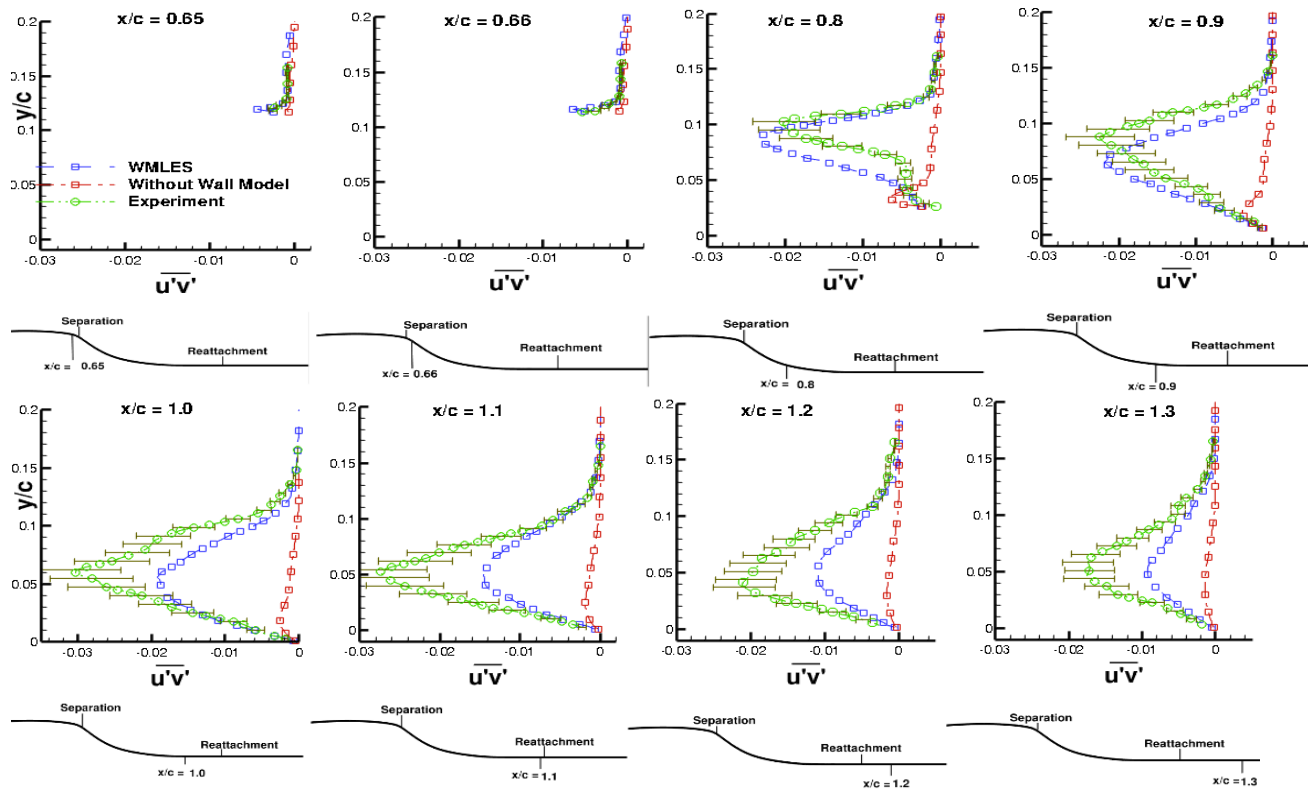 x/c = 0.65
0.2
0.15
0.1
0.05
0
y/c
WMLES
Without Wall Model
Experiment
-0.03
-0.02
-0.01
0
u'v'
x/c = 0.66
0.2
0.15
0.1
0.05
0
-0.03
-0.02
-0.01
0
u'v'
x/c = 0.8
0.2
0.15
0.1
0.05
0
-0.03
-0.02
-0.01
0
u'v'
x/c = 0.9
0.2
0.15
0.1
0.05
0
-0.03
-0.02
-0.01
0
u'v'
Separation
Reattachment
x/c = 0.65
Separation
Reattachment
x/c = 0.66
Separation
Reattachment
x/c = 0.8
Separation
Reattachment
x/c = 0.9
x/c = 1.0
0.2
0.15
0.1
0.05
0
y/c
-0.03
-0.02
-0.01
0
u'v'
x/c = 1.1
0.2
0.15
0.1
0.05
0
-0.03
-0.02
-0.01
0
u'v'
x/c = 1.2
0.2
0.15
0.1
0.05
0
-0.03
-0.02
-0.01
0
u'v'
x/c = 1.3
0.2
0.15
0.1
0.05
0
-0.03
-0.02
-0.01
0
u'v'
Separation
Reattachment
x/c = 1.0
Separation
Reattachment
x/c = 1.1
Separation
Reattachment
x/c = 1.2
Separation
Reattachment
x/c = 1.3